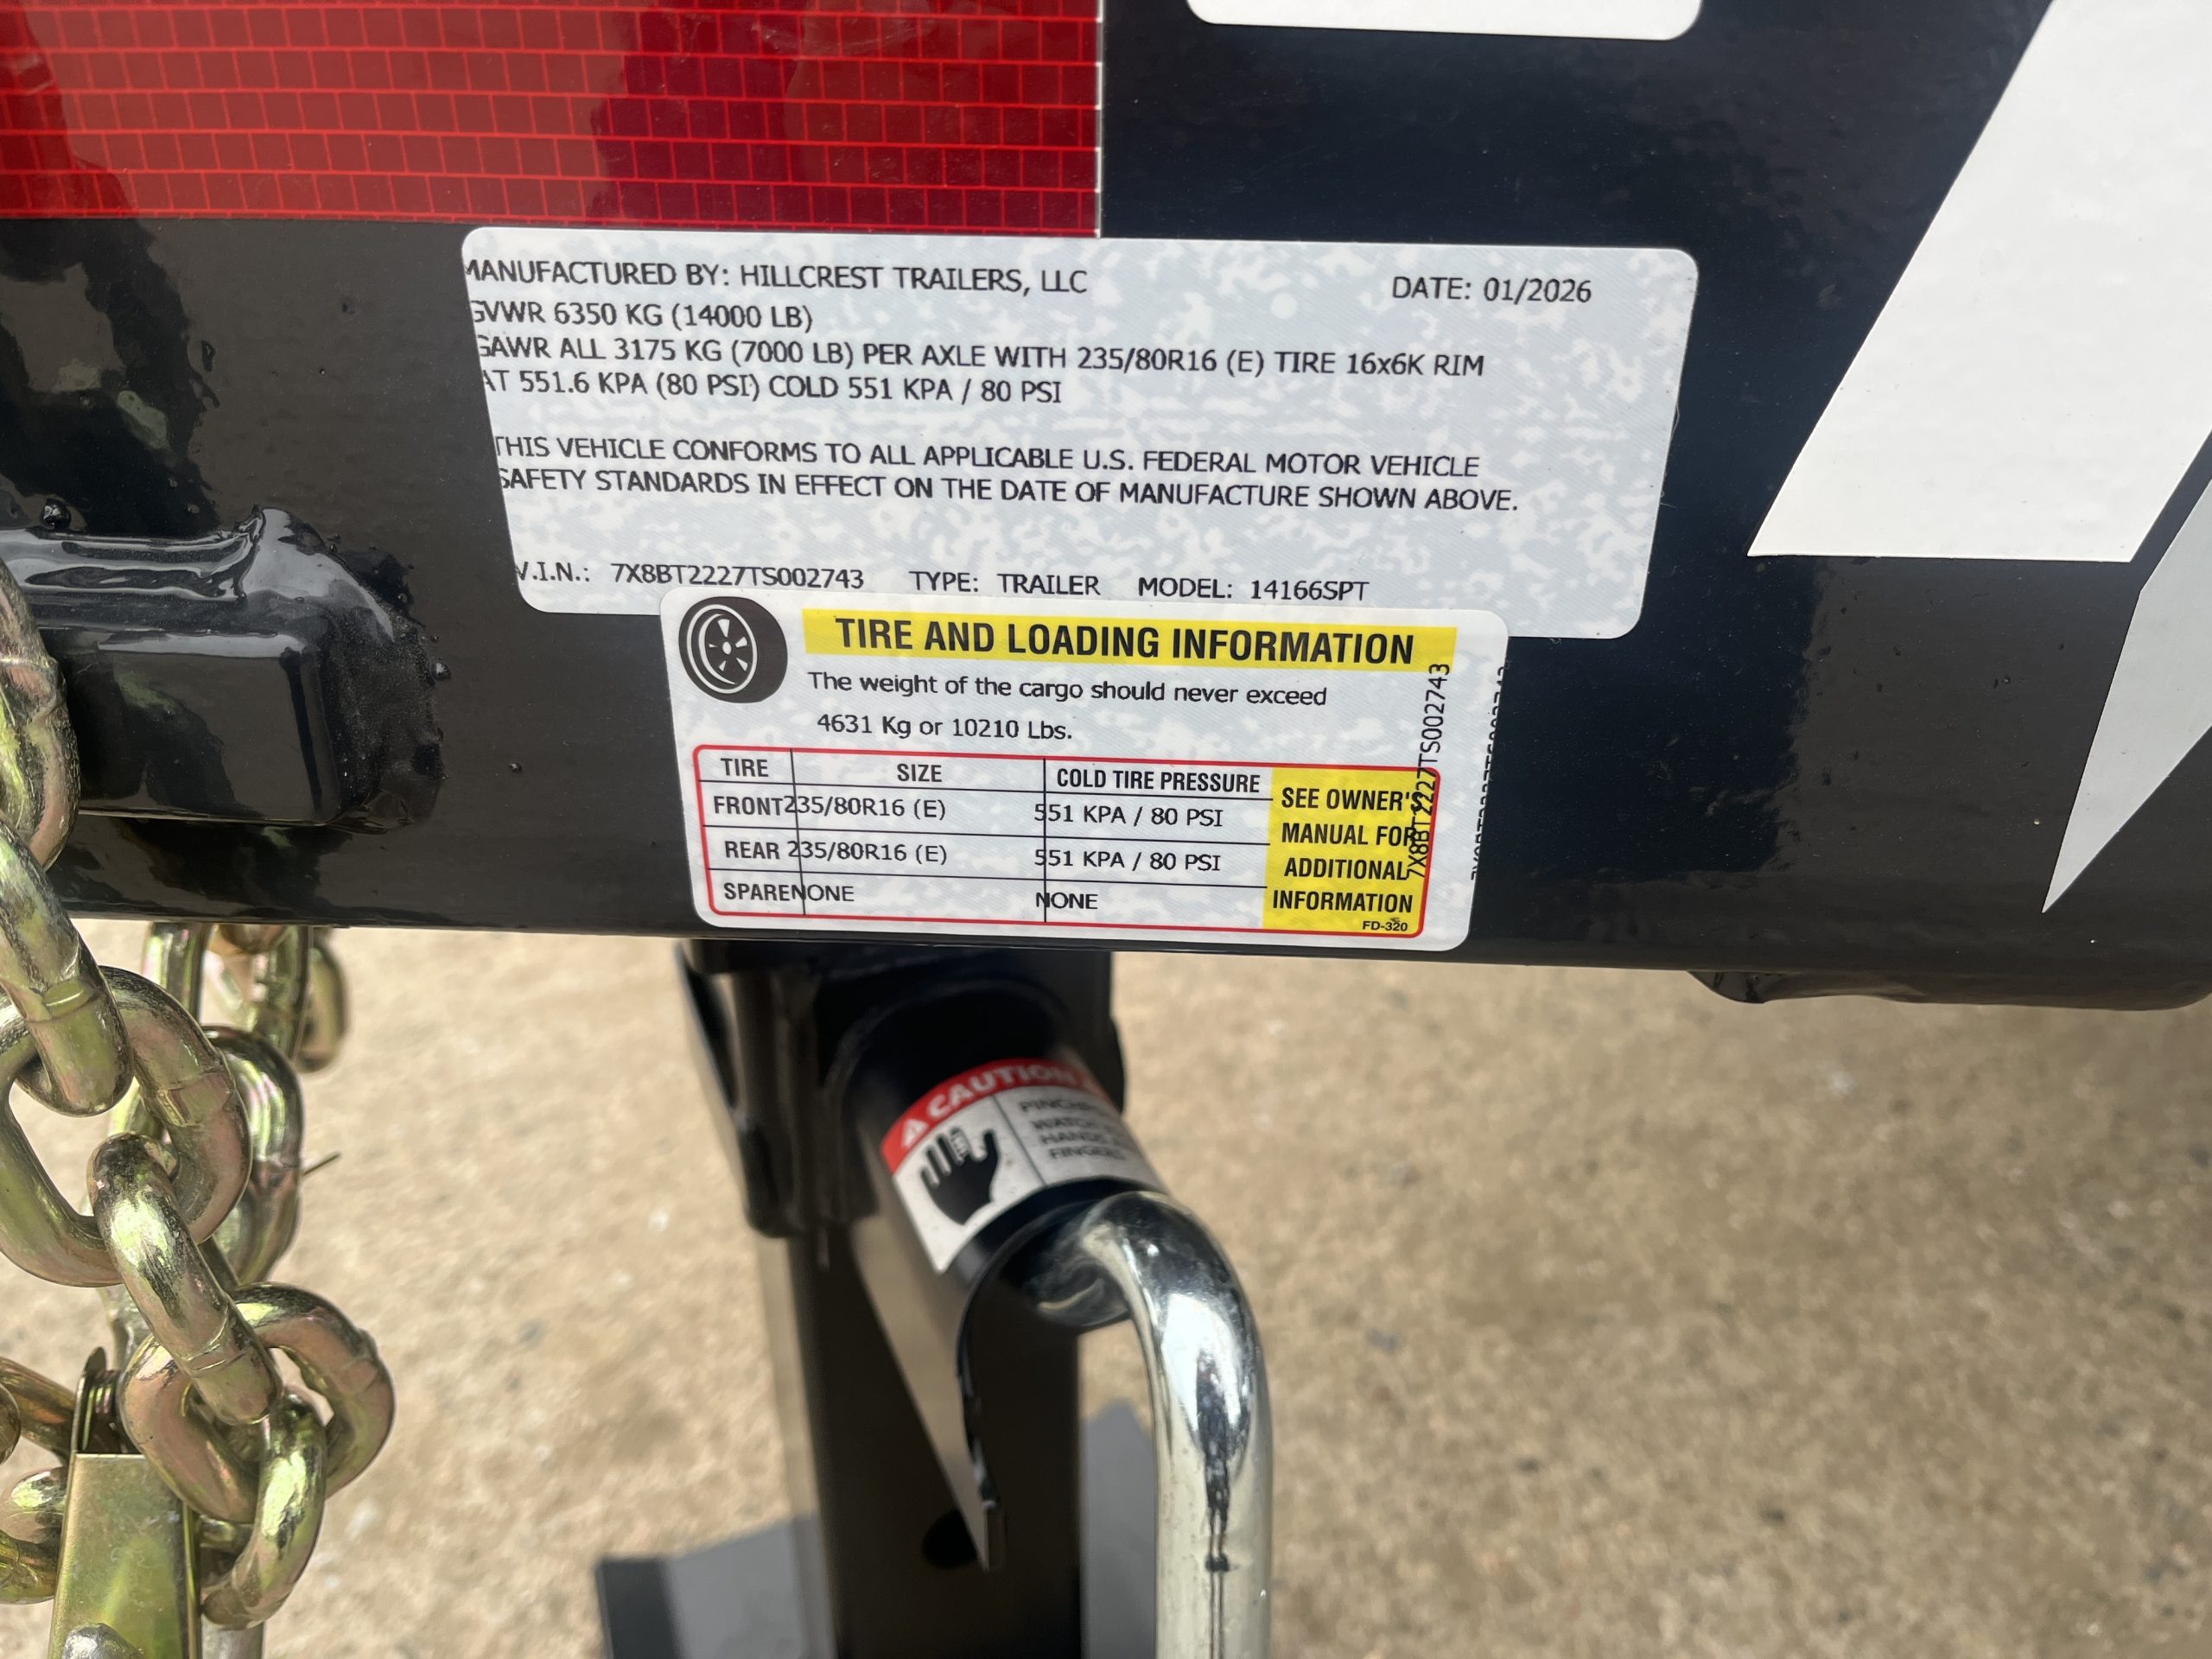 MANUFACTURED BY: HILLCREST TRAILERS, LLC DATE: 01/2026
GVWR 6350 KG (14000 LB)
GAWR ALL 3175 KG (7000 LB) PER AXLE WITH 235/80R16 (E) TIRE 16x6K RIM
AT 551.6 KPA (80 PSI) COLD 551 KPA / 80 PSI
THIS VEHICLE CONFORMS TO ALL APPLICABLE U.S. FEDERAL MOTOR VEHICLE
SAFETY STANDARDS IN EFFECT ON THE DATE OF MANUFACTURE SHOWN ABOVE.
V.I.N.: 7X8BT2227TS002743 TYPE: TRAILER MODEL: 14166SPT
TIRE AND LOADING INFORMATION
The weight of the cargo should never exceed
4631 Kg or 10210 Lbs.
TIRE SIZE COLD TIRE PRESSURE
FRONT 235/80R16 (E) 551 KPA / 80 PSI
REAR 235/80R16 (E) 551 KPA / 80 PSI
SPARE NONE NONE
SEE OWNER'S
MANUAL FOR
ADDITIONAL
INFORMATION
FD-320
7X8BT2227TS002743
7X8BT2227TS002743
CAUTION
WATCH
HANDS
FINGERS